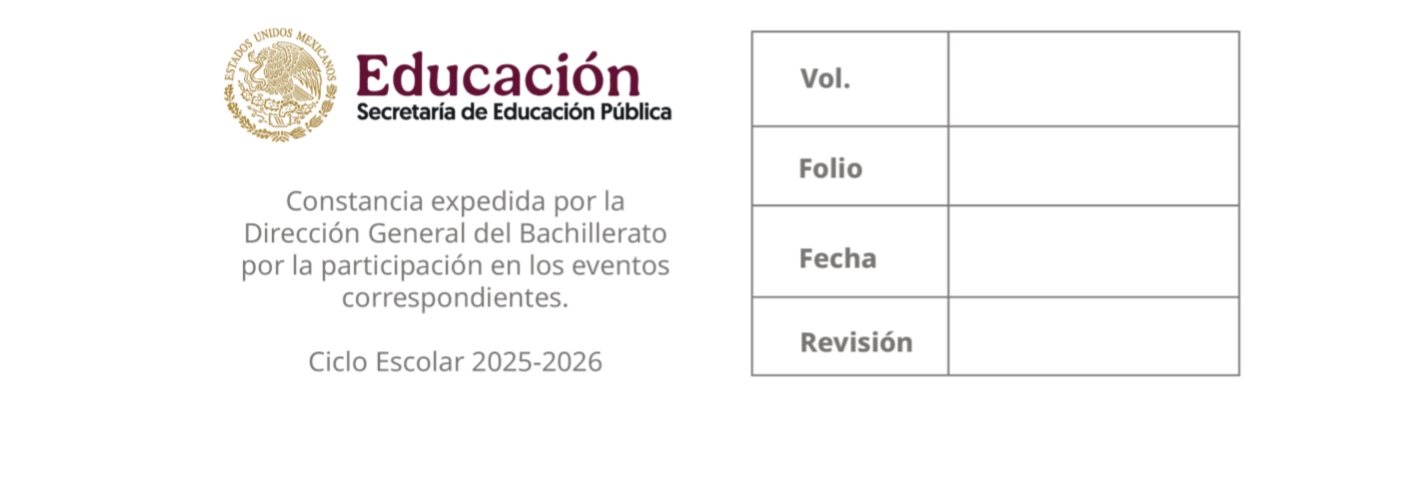 ESTADOS UNIDOS MEXICANOS
Educación
Secretaría de Educación Pública
Constancia expedida por la
Dirección General del Bachillerato
por la participación en los eventos
correspondientes.
Ciclo Escolar 2025-2026
Vol.
Folio
Fecha
Revisión